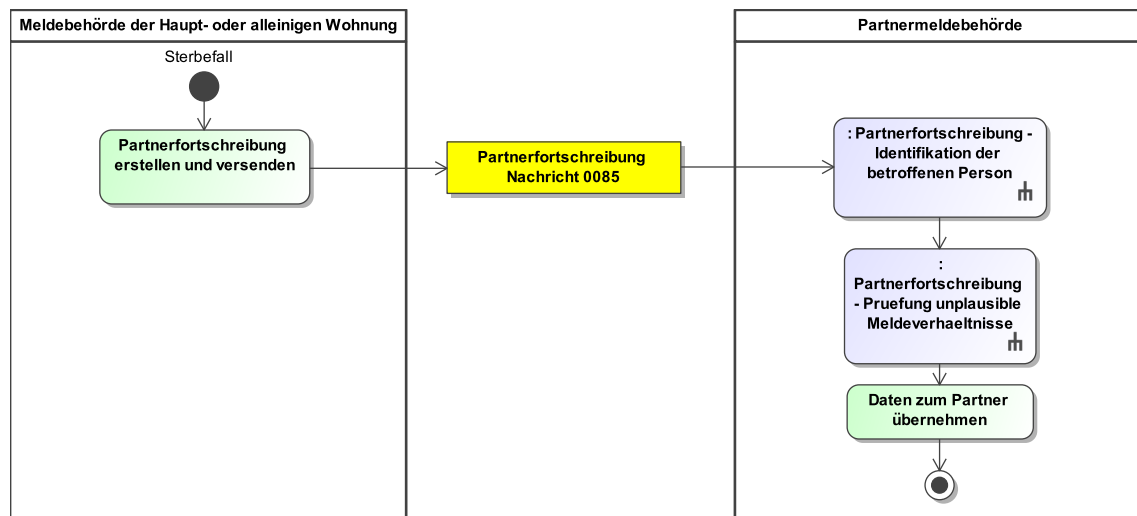 Meldebehörde der Haupt- oder alleinigen Wohnung
Sterbefall
Partnerfortschreibung
erstellen und versenden
Partnerfortschreibung
Nachricht 0085
Partnermeldebehörde
: Partnerfortschreibung -
Identifikation der
betroffenen Person
:
Partnerfortschreibung
- Pruefung unplausible
Meldeverhaeltnisse
Daten zum Partner
übernehmen